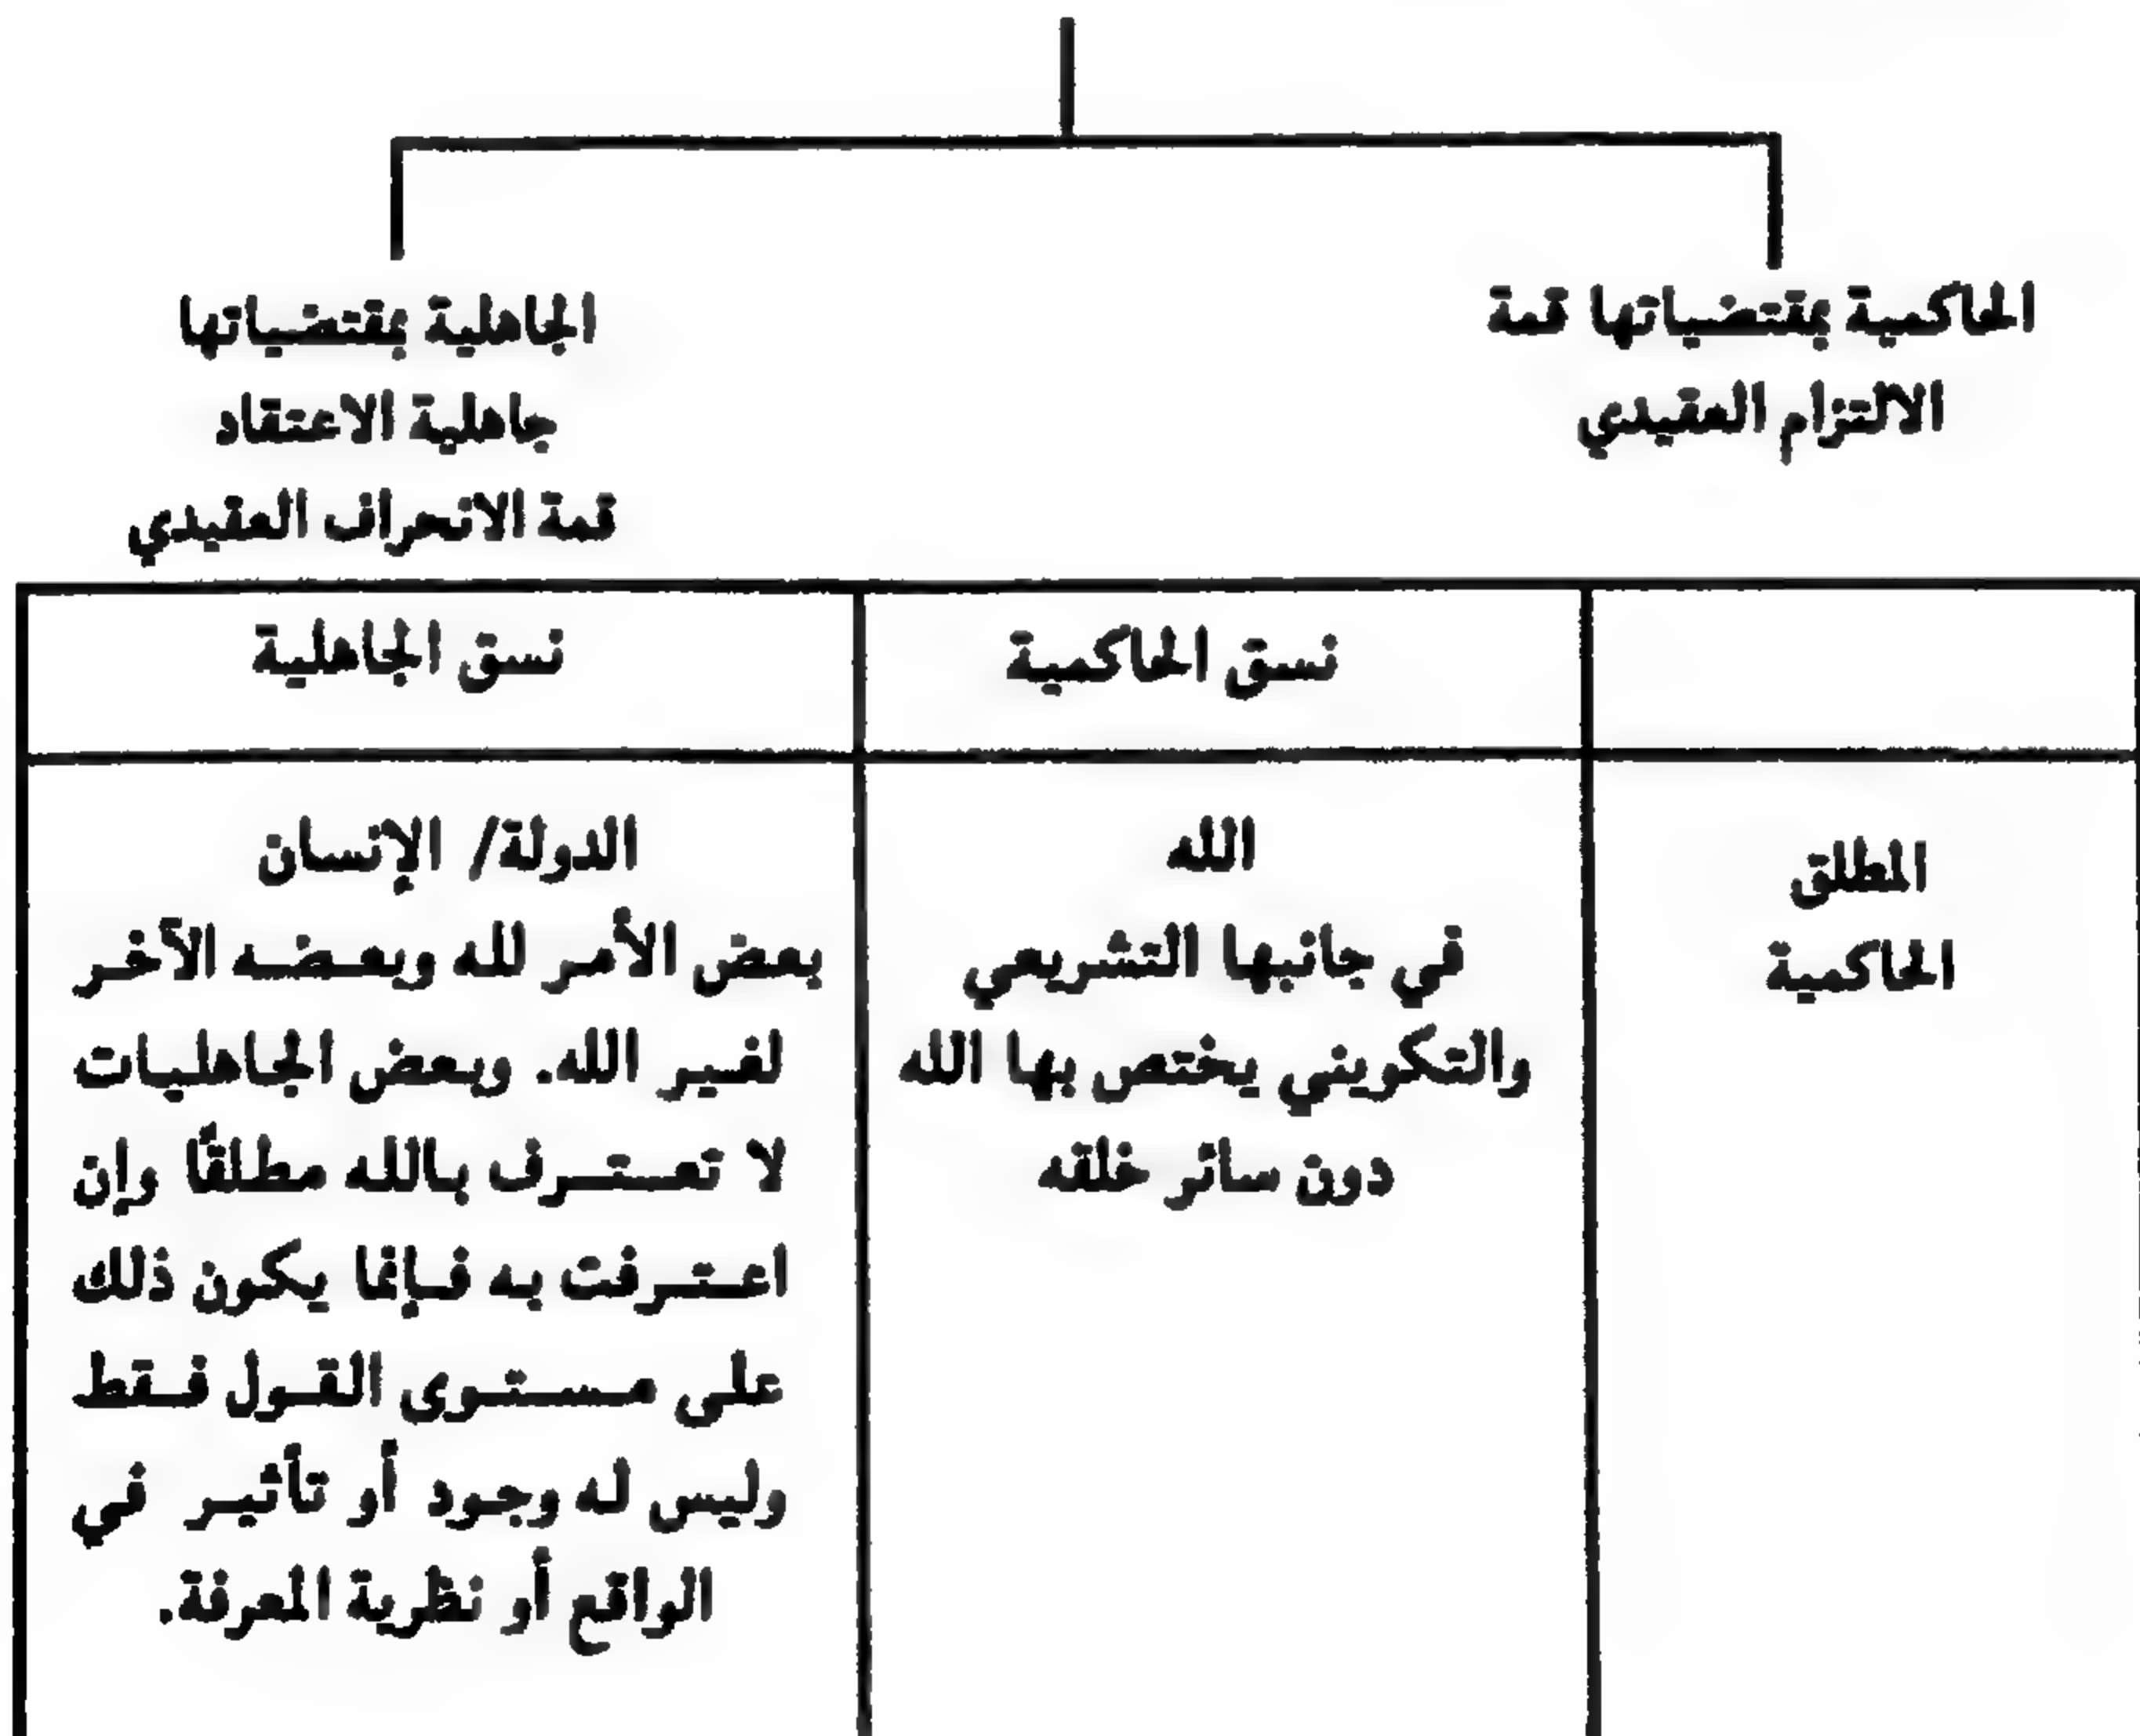 الحاكمية بمقتضياتها قمة
الالتزام العقيدي
الجاهلية بمقتضياتها
جاهلية الاعتقاد
قمة الانحراف العقيدي
نسق الحاكمية
نسق الجاهلية
المطلق
الحاكمية
الله
في جانبها التشريعي
والتكويني يختص بها الله
دون سائر خلقه
الدولة/ الإنسان
بعض الأمر لله وبعضه الآخر
لغير الله. وبعض الجاهليات
لا تعترف بالله مطلقًا وإن
اعترفت به فإنما يكون ذلك
على مستوى القول فقط
وليس له وجود أو تأثير في
الواقع أو نظرية المعرفة.